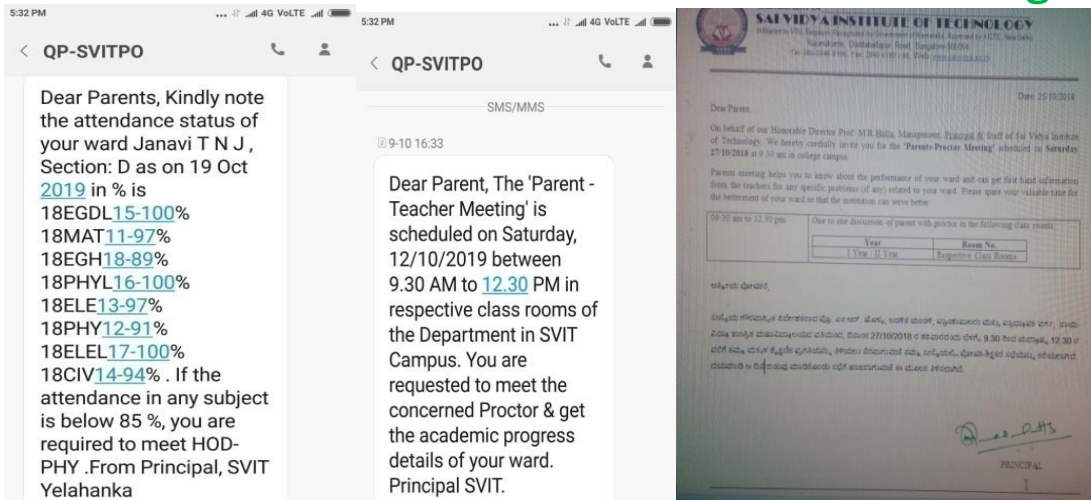 5:32 PM
... 4G VoLTE
QP-SVITPO
Dear Parents, Kindly note
the attendance status of
your ward Janavi T N J ,
Section: D as on 19 Oct
2019 in % is
18EGDL15-100%
18MAT11-97%
18EGH18-89%
18PHYL16-100%
18ELE13-97%
18PHY12-91%
18ELEL17-100%
18CIV14-94% . If the
attendance in any subject
is below 85 %, you are
required to meet HOD-
PHY .From Principal, SVIT
Yelahanka
5:32 PM
... 4G VoLTE
QP-SVITPO
SMS/MMS
2 9-10 16:33
Dear Parent, The 'Parent -
Teacher Meeting' is
scheduled on Saturday,
12/10/2019 between
9.30 AM to 12.30 PM in
respective class rooms of
the Department in SVIT
Campus. You are
requested to meet the
concerned Proctor & get
the academic progress
details of your ward.
Principal SVIT.
SAI VIDYA INSTITUTE OF TECHNOLOGY
Rajanukunte, Doddaballapur Road, Bangalore-560064
Date: 25/10/2018
Dear Parent,
On behalf of our Honorable Director Prof. M.R Holla, Management, Principal & Staff of Sai Vidya Institute
of Technology, We hereby cordially invite you for the 'Parents-Proctor Meeting' scheduled on Saturday
27/10/2018 at 9.30 am in college campus.
Parents meeting helps you to know about the performance of your ward and can get first hand information
from the teachers for any specific problems (if any) related to your ward. Please spare your valuable time for
the betterment of your ward so that the institution can serve better.
09:30 am to 12.30 pm
One to one discussion of parent with proctor in the following class rooms.
Year Room No.
I Year - II Year Respective Class Rooms
PRINCIPAL